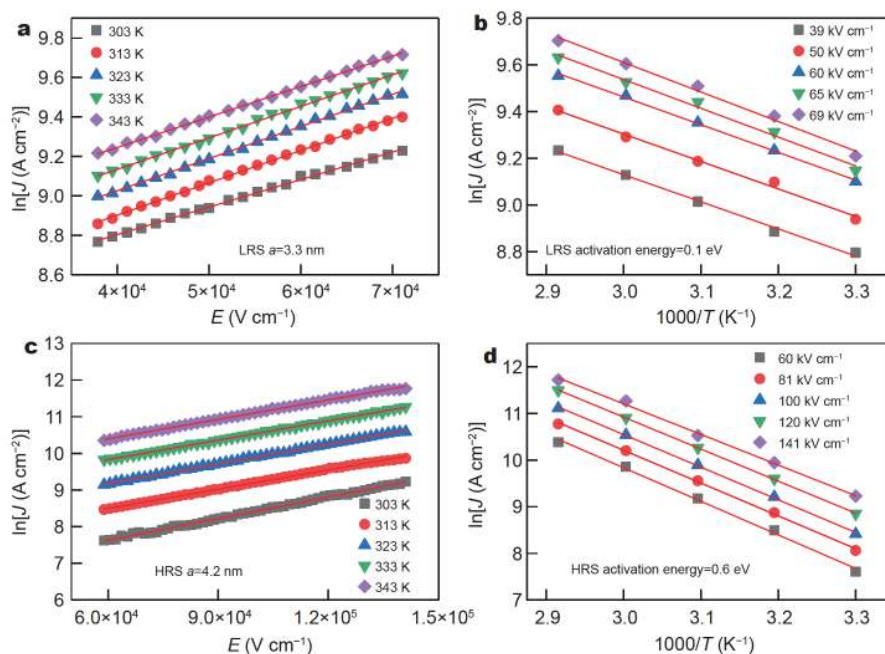 a
303 K
313 K
323 K
333 K
343 K
9.8
9.6
9.4
9.2
9.0
8.8
8.6
ln[J (A cm⁻²)]
LRS a=3.3 nm
4×10⁴
5×10⁴
6×10⁴
7×10⁴
E (V cm⁻¹)
b
39 kV cm⁻¹
50 kV cm⁻¹
60 kV cm⁻¹
65 kV cm⁻¹
69 kV cm⁻¹
9.8
9.6
9.4
9.2
9.0
8.8
ln[J (A cm⁻²)]
LRS activation energy=0.1 eV
2.9
3.0
3.1
3.2
3.3
1000/T (K⁻¹)
c
13
12
11
10
9
8
7
6
5
ln[J (A cm⁻²)]
303 K
313 K
323 K
333 K
343 K
HRS a=4.2 nm
6.0×10⁴
9.0×10⁴
1.2×10⁵
1.5×10⁵
E (V cm⁻¹)
d
60 kV cm⁻¹
81 kV cm⁻¹
100 kV cm⁻¹
120 kV cm⁻¹
141 kV cm⁻¹
12
11
10
9
8
7
ln[J (A cm⁻²)]
HRS activation energy=0.6 eV
2.9
3.0
3.1
3.2
3.3
1000/T (K⁻¹)